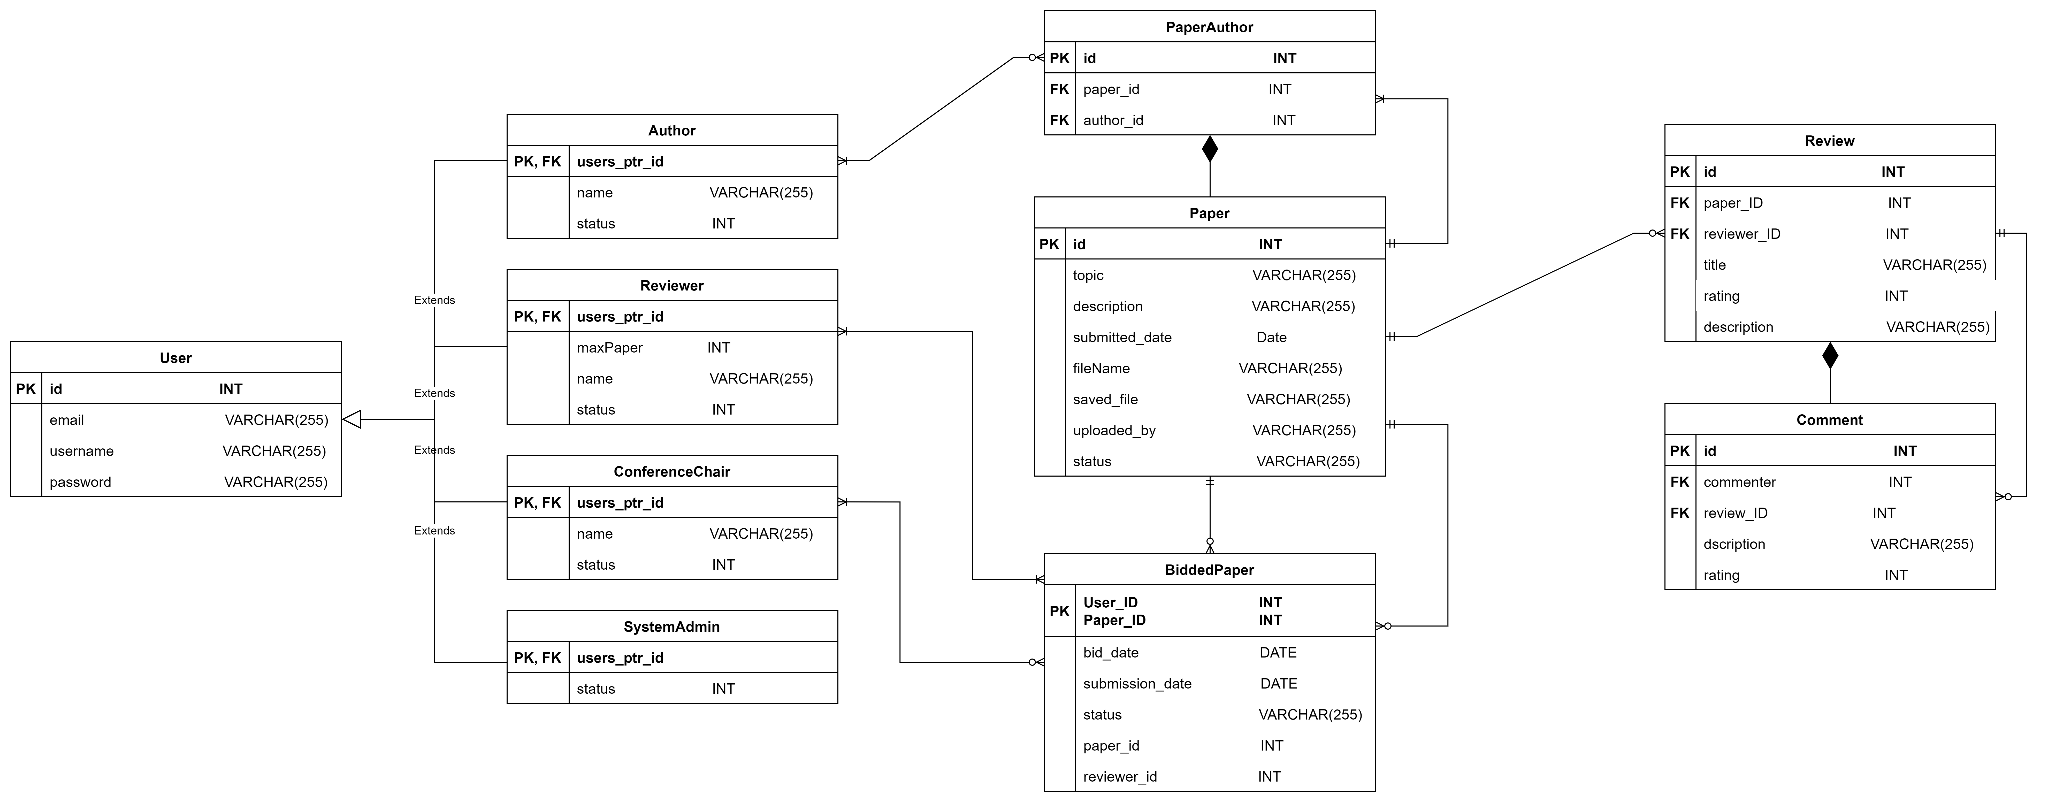 User
PK id INT
email VARCHAR(255)
username VARCHAR(255)
password VARCHAR(255)
Extends
Extends
Extends
Extends
Author
PK, FK users_ptr_id
name VARCHAR(255)
status INT
Reviewer
PK, FK users_ptr_id
maxPaper INT
name VARCHAR(255)
status INT
ConferenceChair
PK, FK users_ptr_id
name VARCHAR(255)
status INT
SystemAdmin
PK, FK users_ptr_id
status INT
PaperAuthor
PK id INT
FK paper_id INT
FK author_id INT
Paper
PK id INT
topic VARCHAR(255)
description VARCHAR(255)
submitted_date Date
fileName VARCHAR(255)
saved_file VARCHAR(255)
uploaded_by VARCHAR(255)
status VARCHAR(255)
BiddedPaper
PK User_ID INT
Paper_ID INT
bid_date DATE
submission_date DATE
status VARCHAR(255)
paper_id INT
reviewer_id INT
Review
PK id INT
FK paper_ID INT
FK reviewer_ID INT
title VARCHAR(255)
rating INT
description VARCHAR(255)
Comment
PK id INT
FK commenter INT
FK review_ID INT
dscription VARCHAR(255)
rating INT